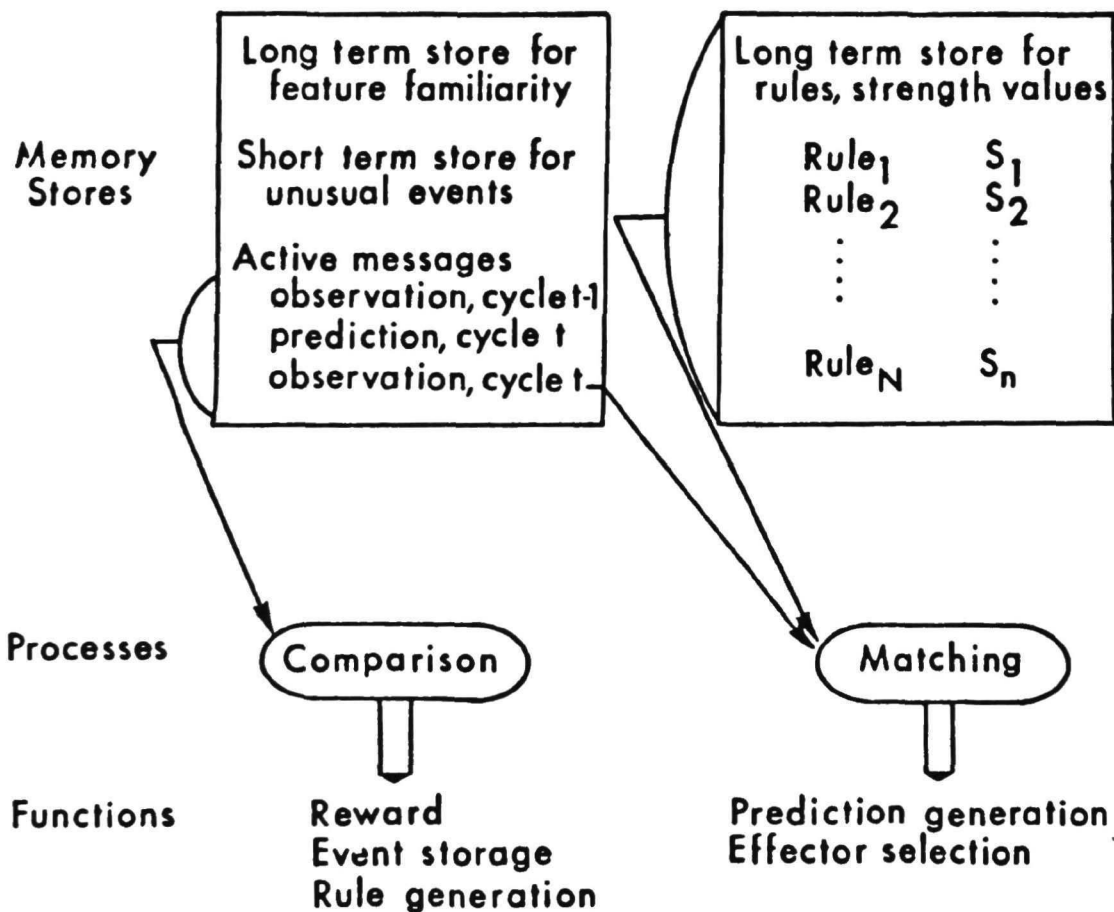 Long term store for
feature familiarity
Short term store for
unusual events
Active messages
observation, cycle t-1
prediction, cycle t
observation, cycle t
Long term store for
rules, strength values
Rule1 S1
Rule2 S2
⋮ ⋮
RuleN Sn
Memory
Stores
Processes
Comparison
Matching
Functions
Reward
Event storage
Rule generation
Prediction generation
Effector selection